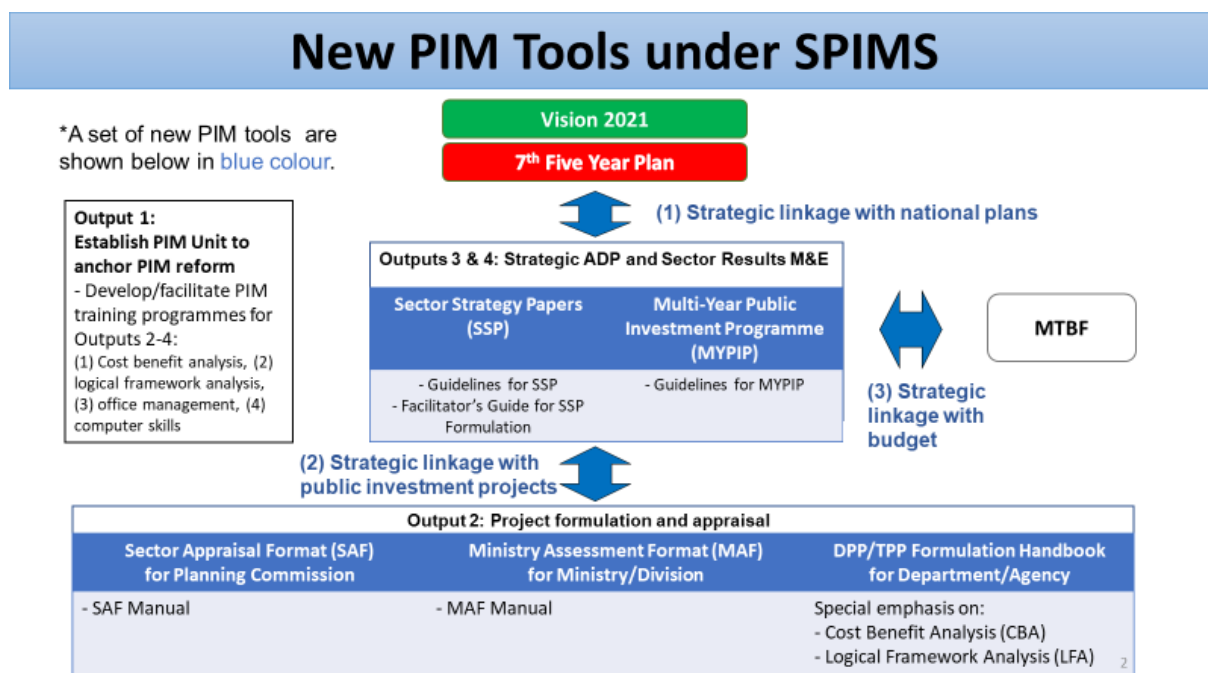 New PIM Tools under SPIMS
*A set of new PIM tools are
shown below in blue colour.
Vision 2021
7th Five Year Plan
(1) Strategic linkage with national plans
Output 1:
Establish PIM Unit to
anchor PIM reform
- Develop/facilitate PIM
training programmes for
Outputs 2-4:
(1) Cost benefit analysis, (2)
logical framework analysis,
(3) office management, (4)
computer skills
Outputs 3 & 4: Strategic ADP and Sector Results M&E
Sector Strategy Papers
(SSP)
- Guidelines for SSP
- Facilitator's Guide for SSP
Formulation
Multi-Year Public
Investment Programme
(MYPIP)
- Guidelines for MYPIP
MTBF
(3) Strategic
linkage with
budget
(2) Strategic linkage with
public investment projects
Output 2: Project formulation and appraisal
Sector Appraisal Format (SAF)
for Planning Commission
- SAF Manual
Ministry Assessment Format (MAF)
for Ministry/Division
- MAF Manual
DPP/TPP Formulation Handbook
for Department/Agency
Special emphasis on:
- Cost Benefit Analysis (CBA)
- Logical Framework Analysis (LFA)
2